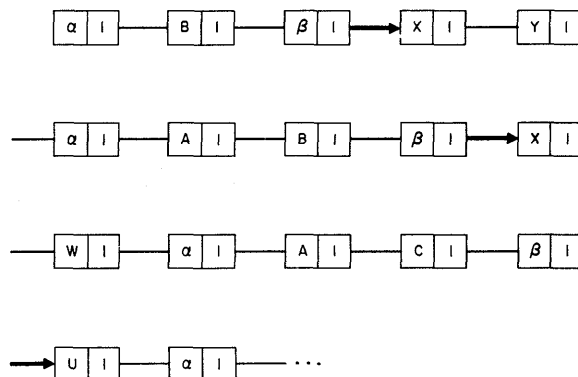 α | B | β | X | Y |
α | A | B | β | X |
W | α | A | C | β |
U | α | ...